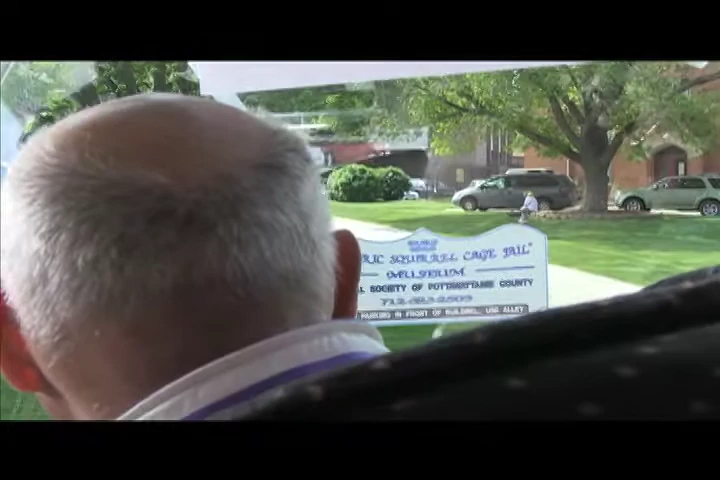 RIC SQUIRREL CAGE JAIL"
MUSEUM
L SOCIETY OF POTTAWATTAMIE COUNTY
PARKING IN FRONT OF BUILDING, USE ALLEY